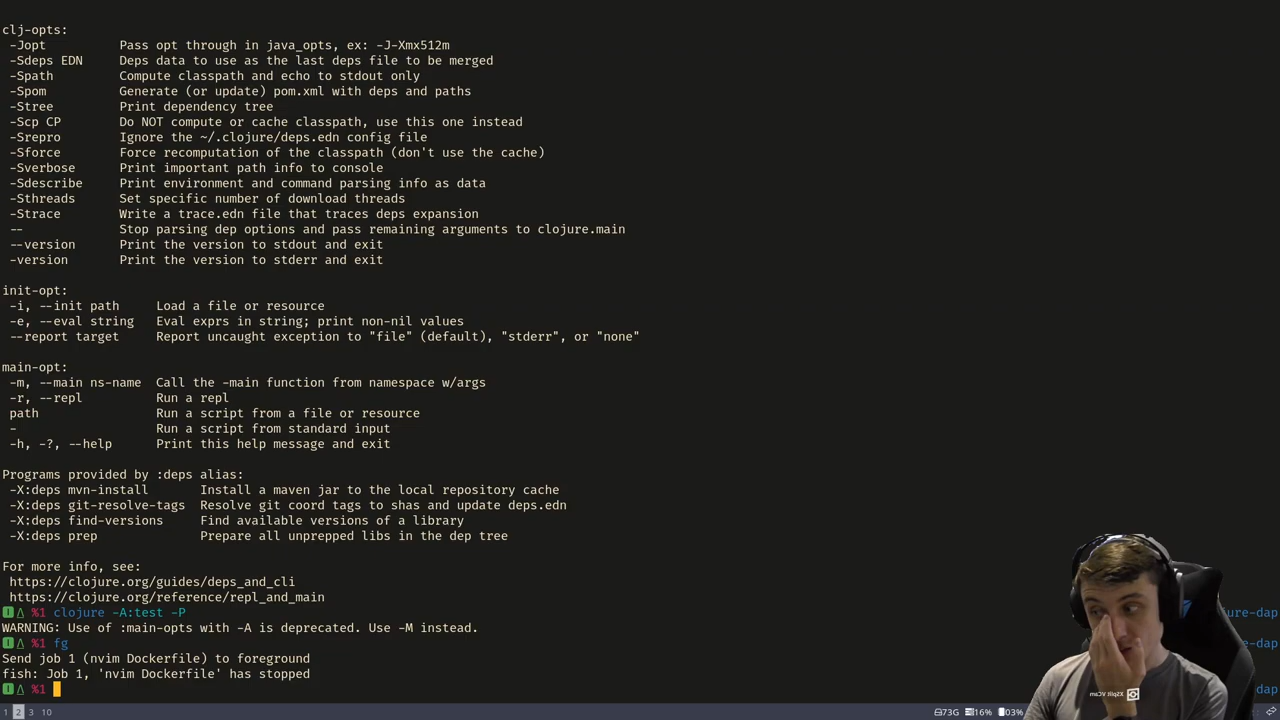 clj-opts:
-Jopt Pass opt through in java_opts, ex: -J-Xmx512m
-Sdeps EDN Deps data to use as the last deps file to be merged
-Spath Compute classpath and echo to stdout only
-Spom Generate (or update) pom.xml with deps and paths
-Stree Print dependency tree
-Scp CP Do NOT compute or cache classpath, use this one instead
-Srepro Ignore the ~/.clojure/deps.edn config file
-Sforce Force recomputation of the classpath (don't use the cache)
-Sverbose Print important path info to console
-Sdescribe Print environment and command parsing info as data
-Sthreads Set specific number of download threads
-Strace Write a trace.edn file that traces deps expansion
-- Stop parsing dep options and pass remaining arguments to clojure.main
--version Print the version to stdout and exit
-version Print the version to stderr and exit
init-opt:
-i, --init path Load a file or resource
-e, --eval string Eval exprs in string; print non-nil values
--report target Report uncaught exception to "file" (default), "stderr", or "none"
main-opt:
-m, --main ns-name Call the -main function from namespace w/args
-r, --repl Run a repl
path Run a script from a file or resource
- Run a script from standard input
-h, -?, --help Print this help message and exit
Programs provided by :deps alias:
-X:deps mvn-install Install a maven jar to the local repository cache
-X:deps git-resolve-tags Resolve git coord tags to shas and update deps.edn
-X:deps find-versions Find available versions of a library
-X:deps prep Prepare all unprepped libs in the dep tree
For more info, see:
https://clojure.org/guides/deps_and_cli
https://clojure.org/reference/repl_and_main
I Δ %1 clojure -A:test -P jure-dap
WARNING: Use of :main-opts with -A is deprecated. Use -M instead.
I Δ %1 fg jure-dap
Send job 1 (nvim Dockerfile) to foreground
fish: Job 1, 'nvim Dockerfile' has stopped
I Δ %1 dap
XSplit VCam
1 2 3 10 73G 16% 03%